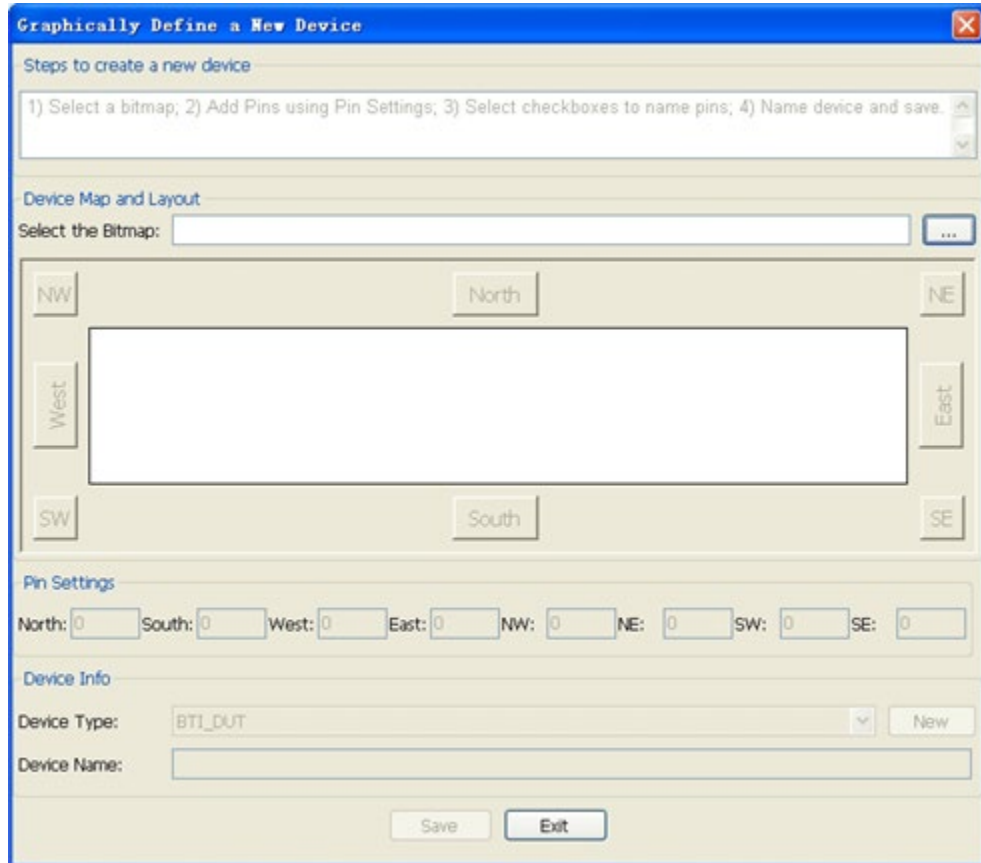 Graphically Define a New Device
Steps to create a new device
1) Select a bitmap; 2) Add Pins using Pin Settings; 3) Select checkboxes to name pins; 4) Name device and save.
Device Map and Layout
Select the Bitmap: ...
NW North NE
West East
SW South SE
Pin Settings
North: 0 South: 0 West: 0 East: 0 NW: 0 NE: 0 SW: 0 SE: 0
Device Info
Device Type: BTI_DUT New
Device Name:
Save Exit